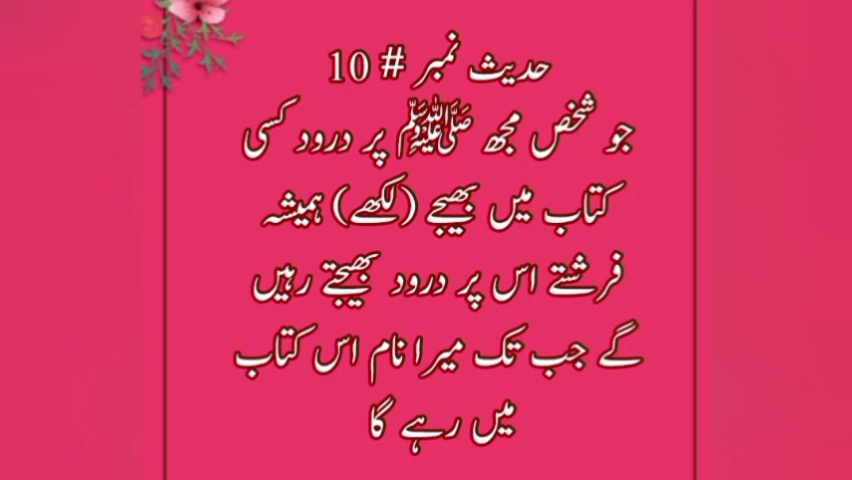 حدیث نمبر # 10
جو شخص مجھ ﷺ پر درود کسی
کتاب میں بھیجے (لکھے) ہمیشہ
فرشتے اس پر درود بھیجتے رہیں
گے جب تک میرا نام اس کتاب
میں رہے گا